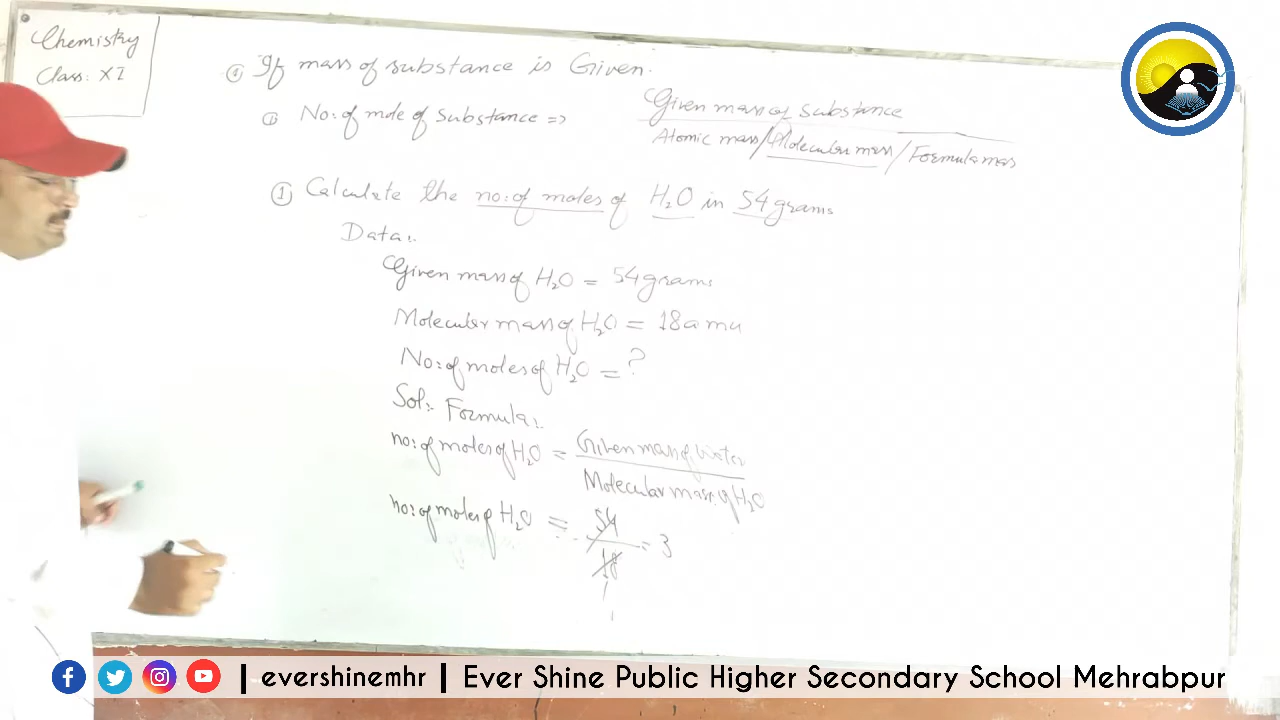 Chemistry
Class: XI
① If mass of substance is Given.
① No: of mole of Substance => Given mass of substance
Atomic mass/Molecular mass/Formula mass
① Calculate the no: of moles of H₂O in 54 grams
Data:.
Given mass of H₂O = 54 grams
Molecular mass of H₂O = 18 amu
No: of moles of H₂O = ?
Sol:. Formula:.
no: of moles of H₂O = Given mass of water
Molecular mass of H₂O
no: of moles of H₂O = 54 = 3
18
1
| evershinemhr | Ever Shine Public Higher Secondary School Mehrabpur